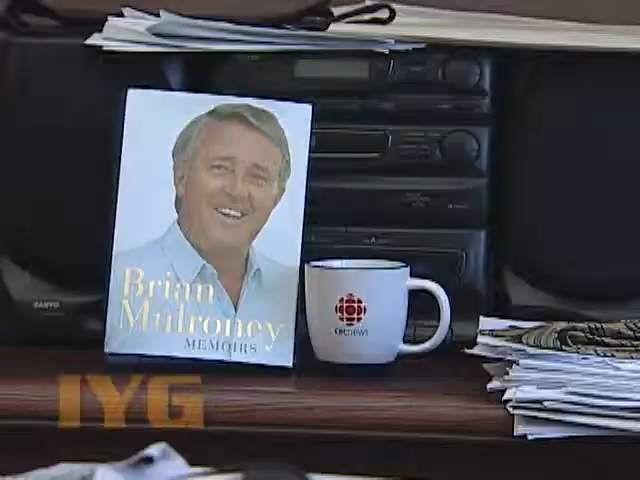 Brian
Mulroney
MEMOIRS
cbcnews
SANYO
IYG